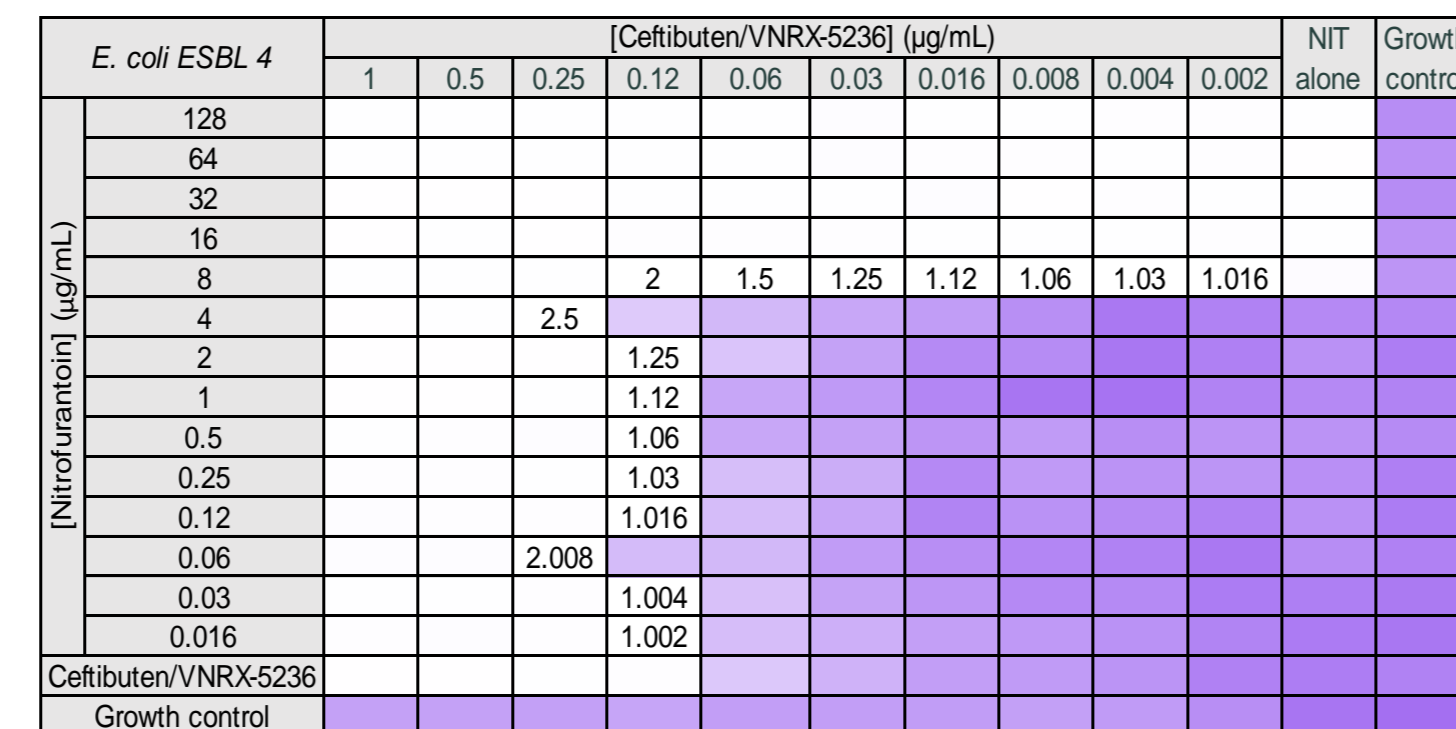 E. coli ESBL 4 [Ceftibuten/VNRX-5236] (µg/mL) NIT alone Growth contro
1 0.5 0.25 0.12 0.06 0.03 0.016 0.008 0.004 0.002
[Nitrofurantoin] (µg/mL)
128
64
32
16
8 2 1.5 1.25 1.12 1.06 1.03 1.016
4 2.5
2 1.25
1 1.12
0.5 1.06
0.25 1.03
0.12 1.016
0.06 2.008
0.03 1.004
0.016 1.002
Ceftibuten/VNRX-5236
Growth control